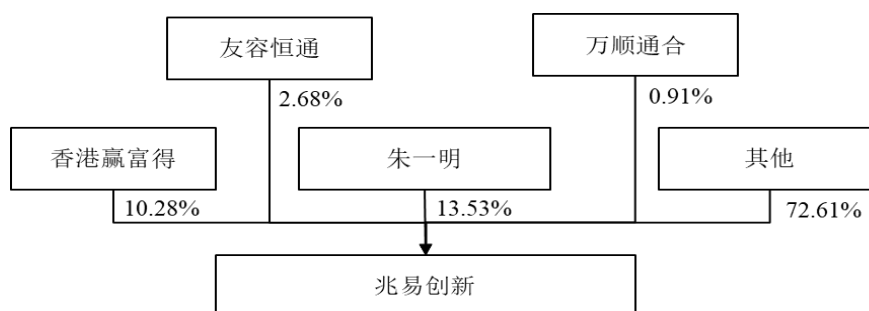 友容恒通
万顺通合
2.68%
0.91%
香港赢富得
朱一明
其他
10.28%
13.53%
72.61%
兆易创新